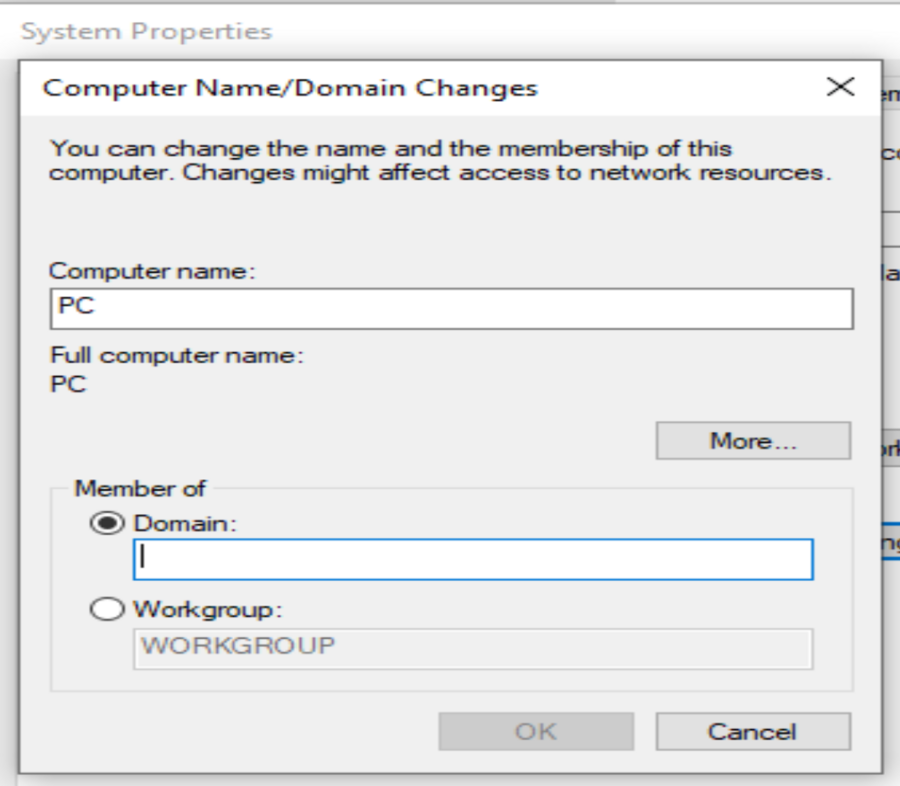 System Properties
Computer Name/Domain Changes
You can change the name and the membership of this
computer. Changes might affect access to network resources.
Computer name:
PC
Full computer name:
PC
More...
Member of
Domain:
Workgroup:
WORKGROUP
OK
Cancel